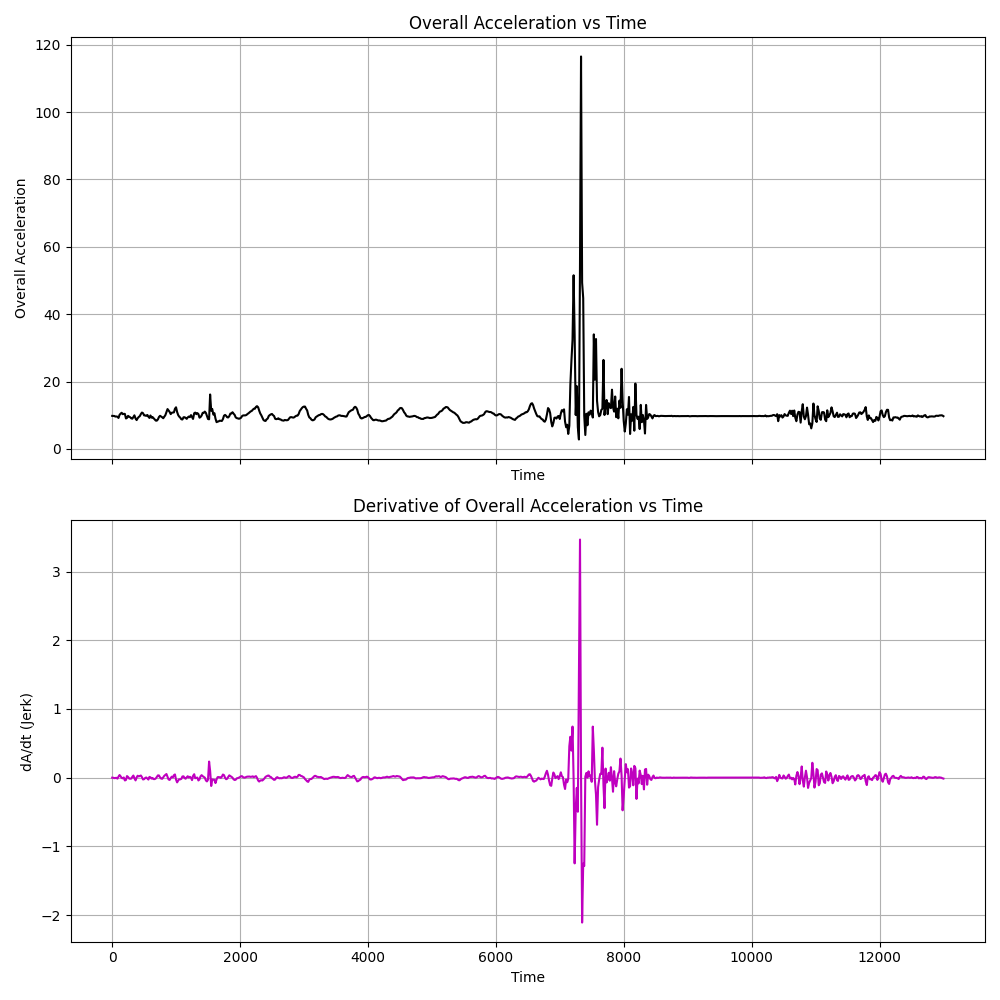 Overall Acceleration vs Time
120
100
80
60
40
20
0
Overall Acceleration
Time
Derivative of Overall Acceleration vs Time
3
2
1
0
−1
−2
dA/dt (Jerk)
0 2000 4000 6000 8000 10000 12000
Time